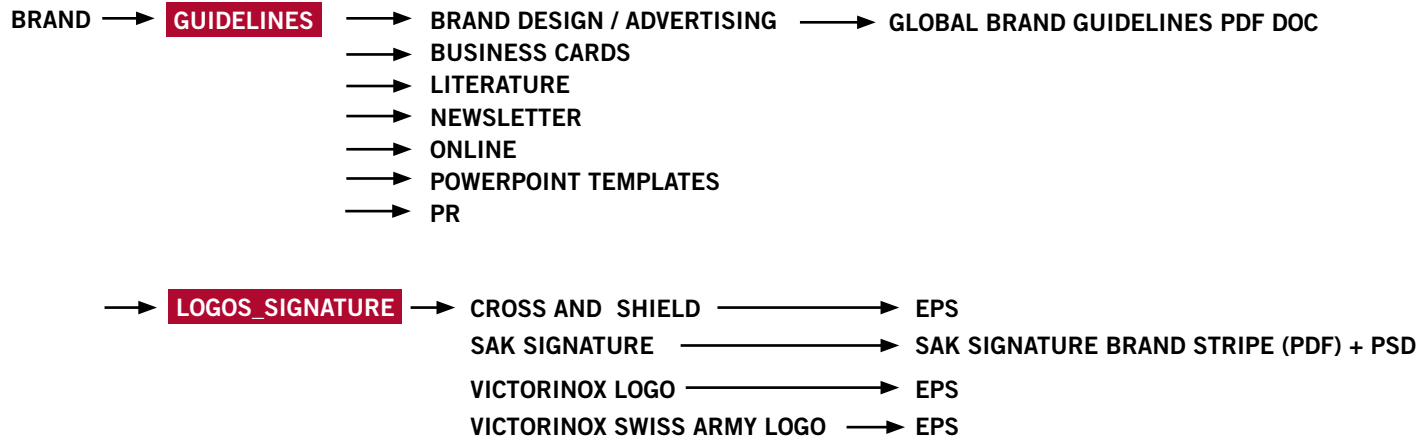 BRAND GUIDELINES BRAND DESIGN / ADVERTISING GLOBAL BRAND GUIDELINES PDF DOC
BUSINESS CARDS
LITERATURE
NEWSLETTER
ONLINE
POWERPOINT TEMPLATES
PR
LOGOS_SIGNATURE CROSS AND SHIELD EPS
SAK SIGNATURE SAK SIGNATURE BRAND STRIPE (PDF) + PSD
VICTORINOX LOGO EPS
VICTORINOX SWISS ARMY LOGO EPS